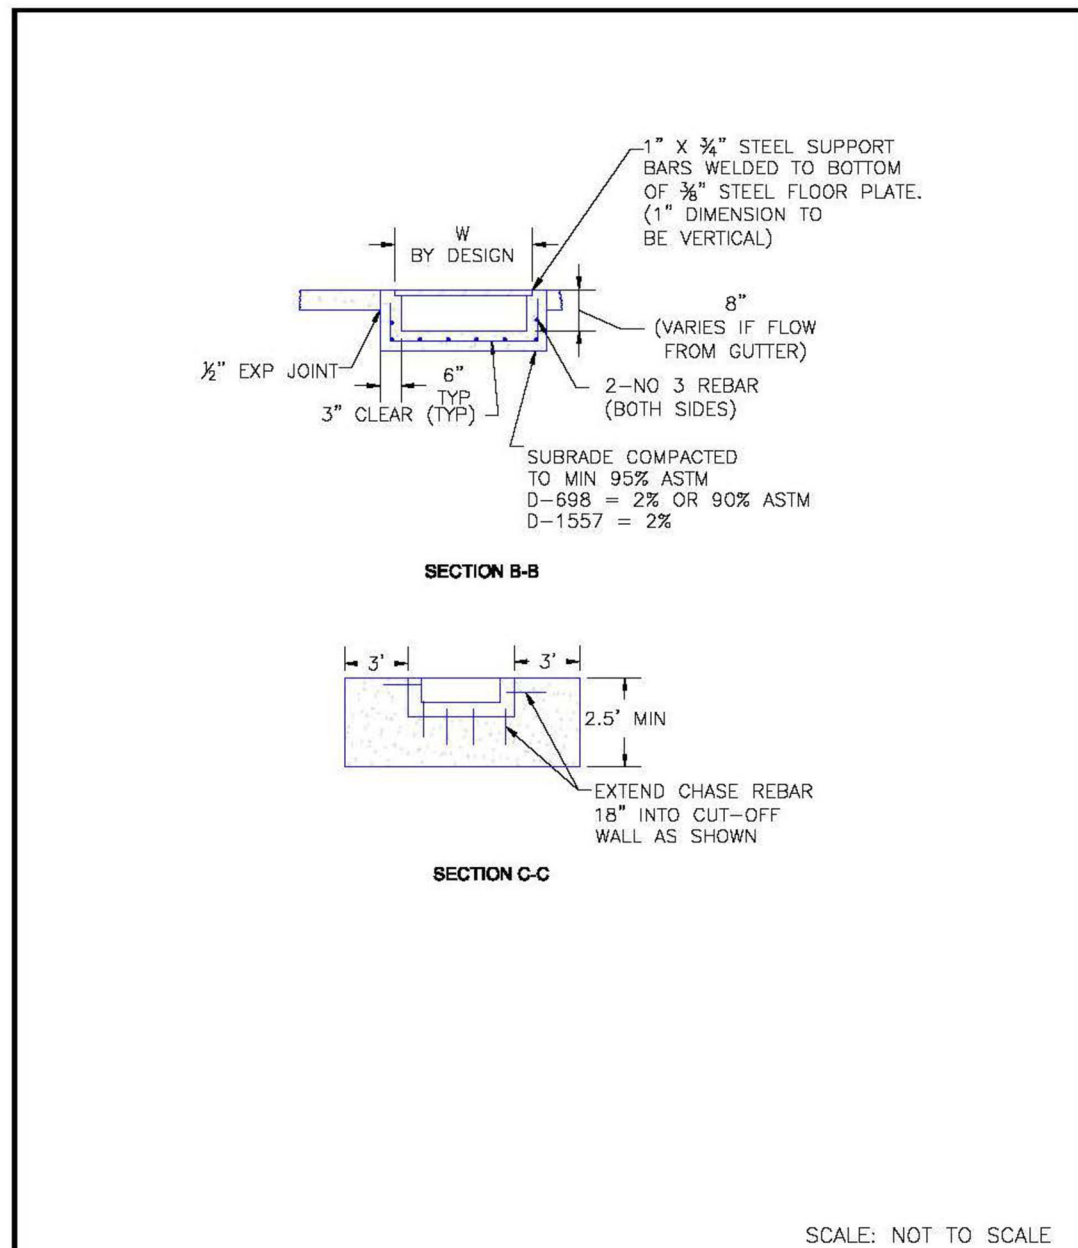 1" X ¾" STEEL SUPPORT
BARS WELDED TO BOTTOM
OF ⅜" STEEL FLOOR PLATE.
(1" DIMENSION TO
BE VERTICAL)
W
BY DESIGN
8"
(VARIES IF FLOW
FROM GUTTER)
½" EXP JOINT
6"
TYP
3" CLEAR (TYP)
2-NO 3 REBAR
(BOTH SIDES)
SUBRADE COMPACTED
TO MIN 95% ASTM
D-698 = 2% OR 90% ASTM
D-1557 = 2%
SECTION B-B
3'
3'
2.5' MIN
EXTEND CHASE REBAR
18" INTO CUT-OFF
WALL AS SHOWN
SECTION C-C
SCALE: NOT TO SCALE